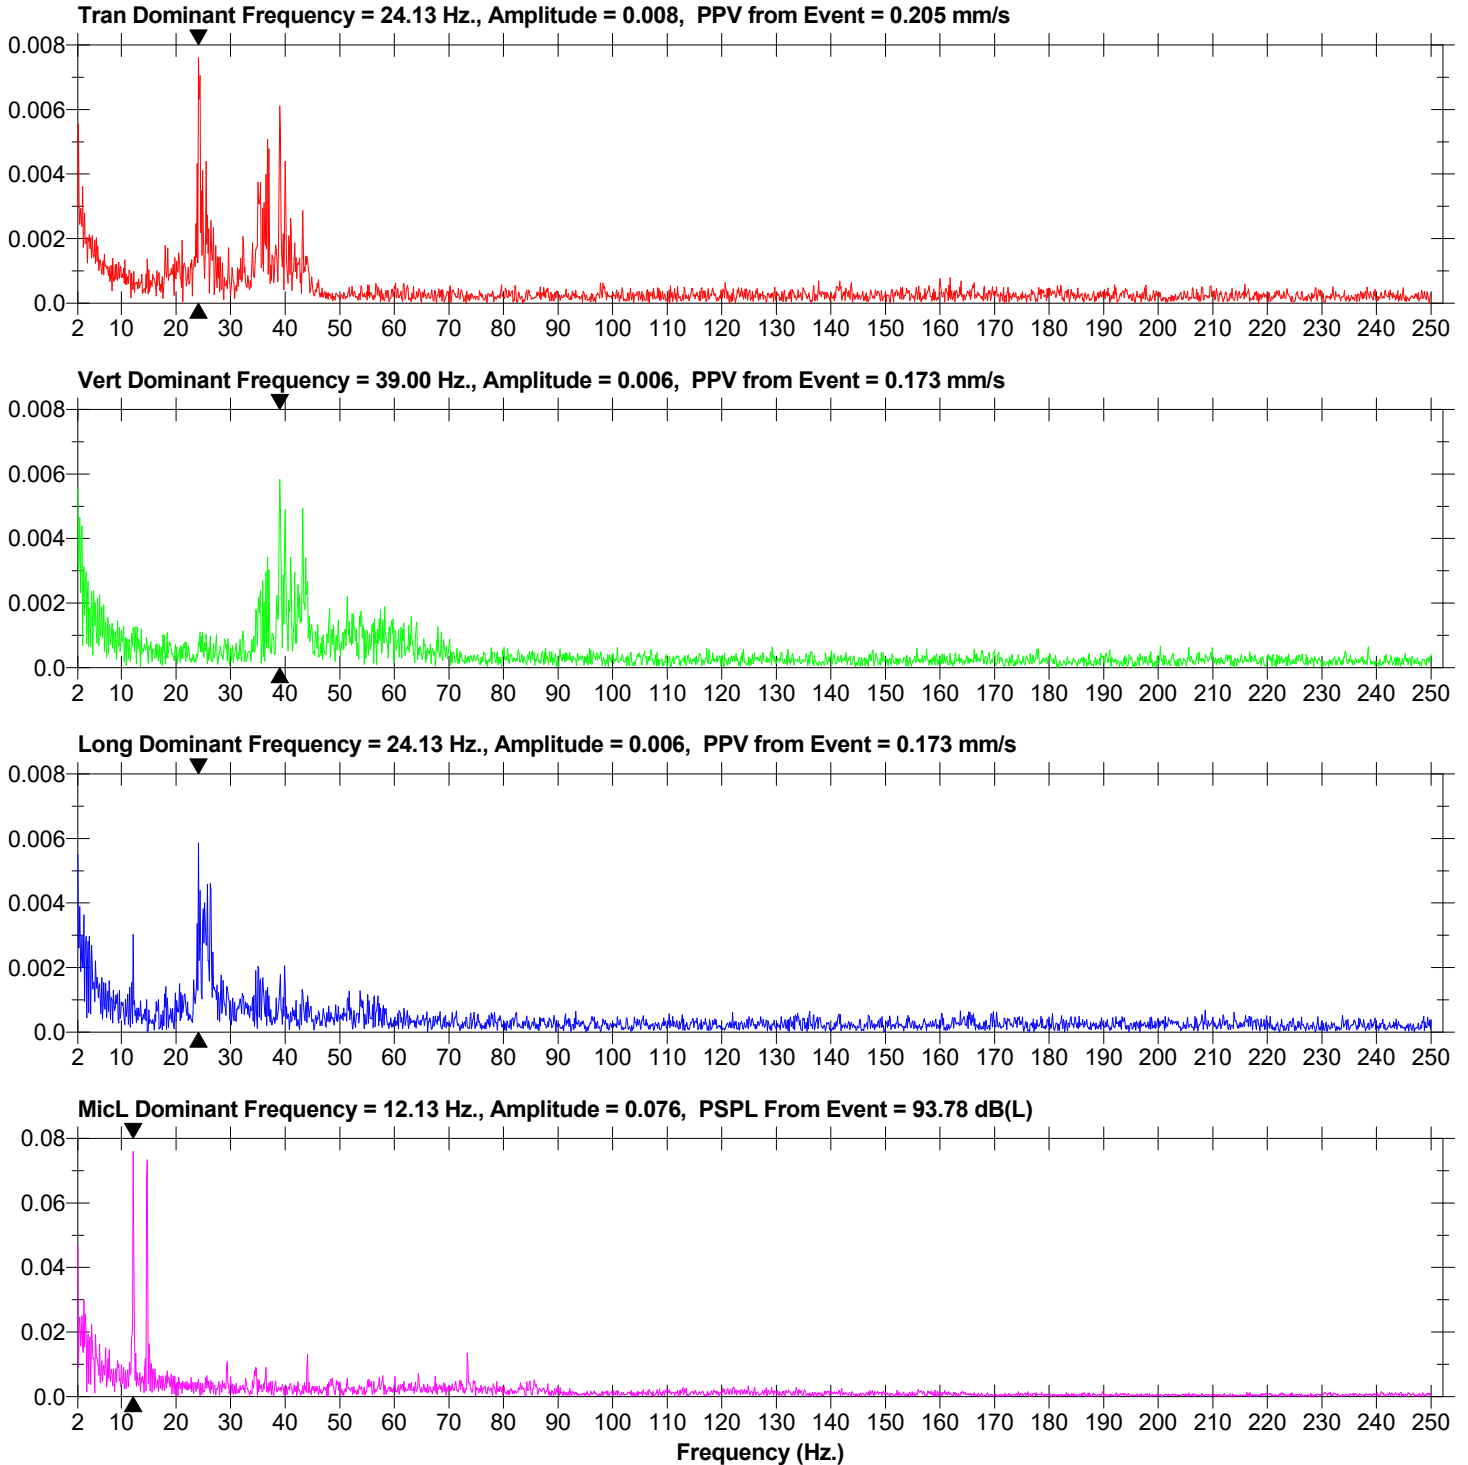 Tran Dominant Frequency = 24.13 Hz., Amplitude = 0.008, PPV from Event = 0.205 mm/s
0.008
0.006
0.004
0.002
0.0
2 10 20 30 40 50 60 70 80 90 100 110 120 130 140 150 160 170 180 190 200 210 220 230 240 250
Vert Dominant Frequency = 39.00 Hz., Amplitude = 0.006, PPV from Event = 0.173 mm/s
0.008
0.006
0.004
0.002
0.0
2 10 20 30 40 50 60 70 80 90 100 110 120 130 140 150 160 170 180 190 200 210 220 230 240 250
Long Dominant Frequency = 24.13 Hz., Amplitude = 0.006, PPV from Event = 0.173 mm/s
0.008
0.006
0.004
0.002
0.0
2 10 20 30 40 50 60 70 80 90 100 110 120 130 140 150 160 170 180 190 200 210 220 230 240 250
MicL Dominant Frequency = 12.13 Hz., Amplitude = 0.076, PSPL From Event = 93.78 dB(L)
0.08
0.06
0.04
0.02
0.0
2 10 20 30 40 50 60 70 80 90 100 110 120 130 140 150 160 170 180 190 200 210 220 230 240 250
Frequency (Hz.)